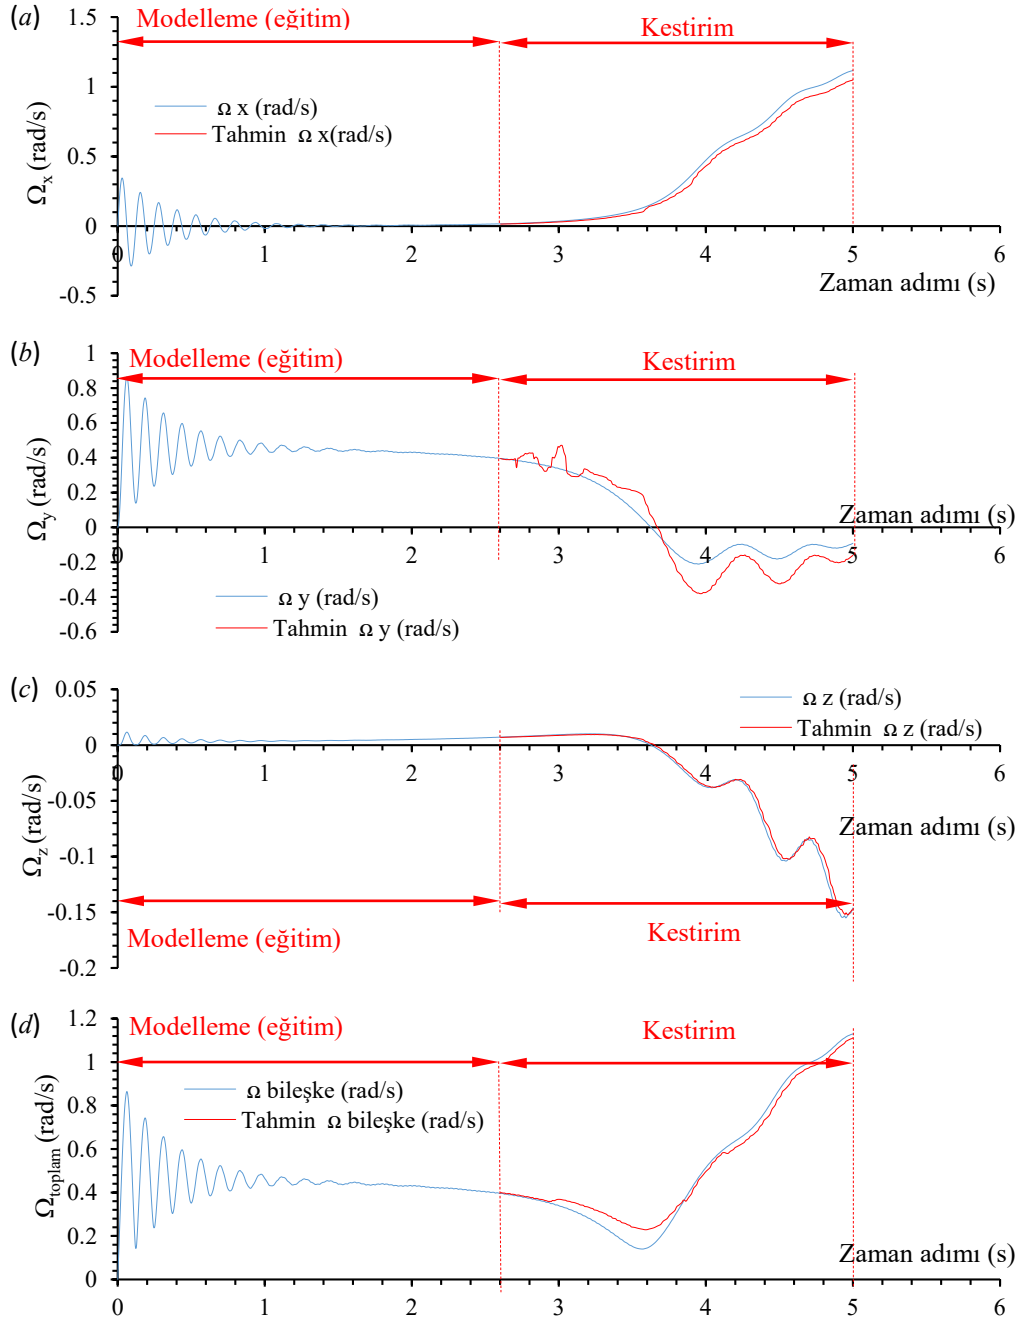 (a)
1.5
Modelleme (eğitim)
Kestirim
1
Ω x (rad/s)
Tahmin Ω x(rad/s)
Ωx (rad/s)
0.5
0
0 1 2 3 4 5 6
-0.5
Zaman adımı (s)
(b)
1
Modelleme (eğitim)
Kestirim
0.8
0.6
0.4
0.2
Ωy (rad/s)
Zaman adımı (s)
0
0 1 2 3 4 5 6
-0.2
-0.4
-0.6
Ω y (rad/s)
Tahmin Ω y (rad/s)
(c)
0.05
Ω z (rad/s)
Tahmin Ω z (rad/s)
0
0 1 2 3 4 5 6
-0.05
Ωz (rad/s)
Zaman adımı (s)
-0.1
-0.15
Modelleme (eğitim)
Kestirim
-0.2
(d)
1.2
Modelleme (eğitim)
Kestirim
1
Ω bileşke (rad/s)
Tahmin Ω bileşke (rad/s)
0.8
0.6
Ωtoplam (rad/s)
0.4
0.2
Zaman adımı (s)
0
0 1 2 3 4 5 6